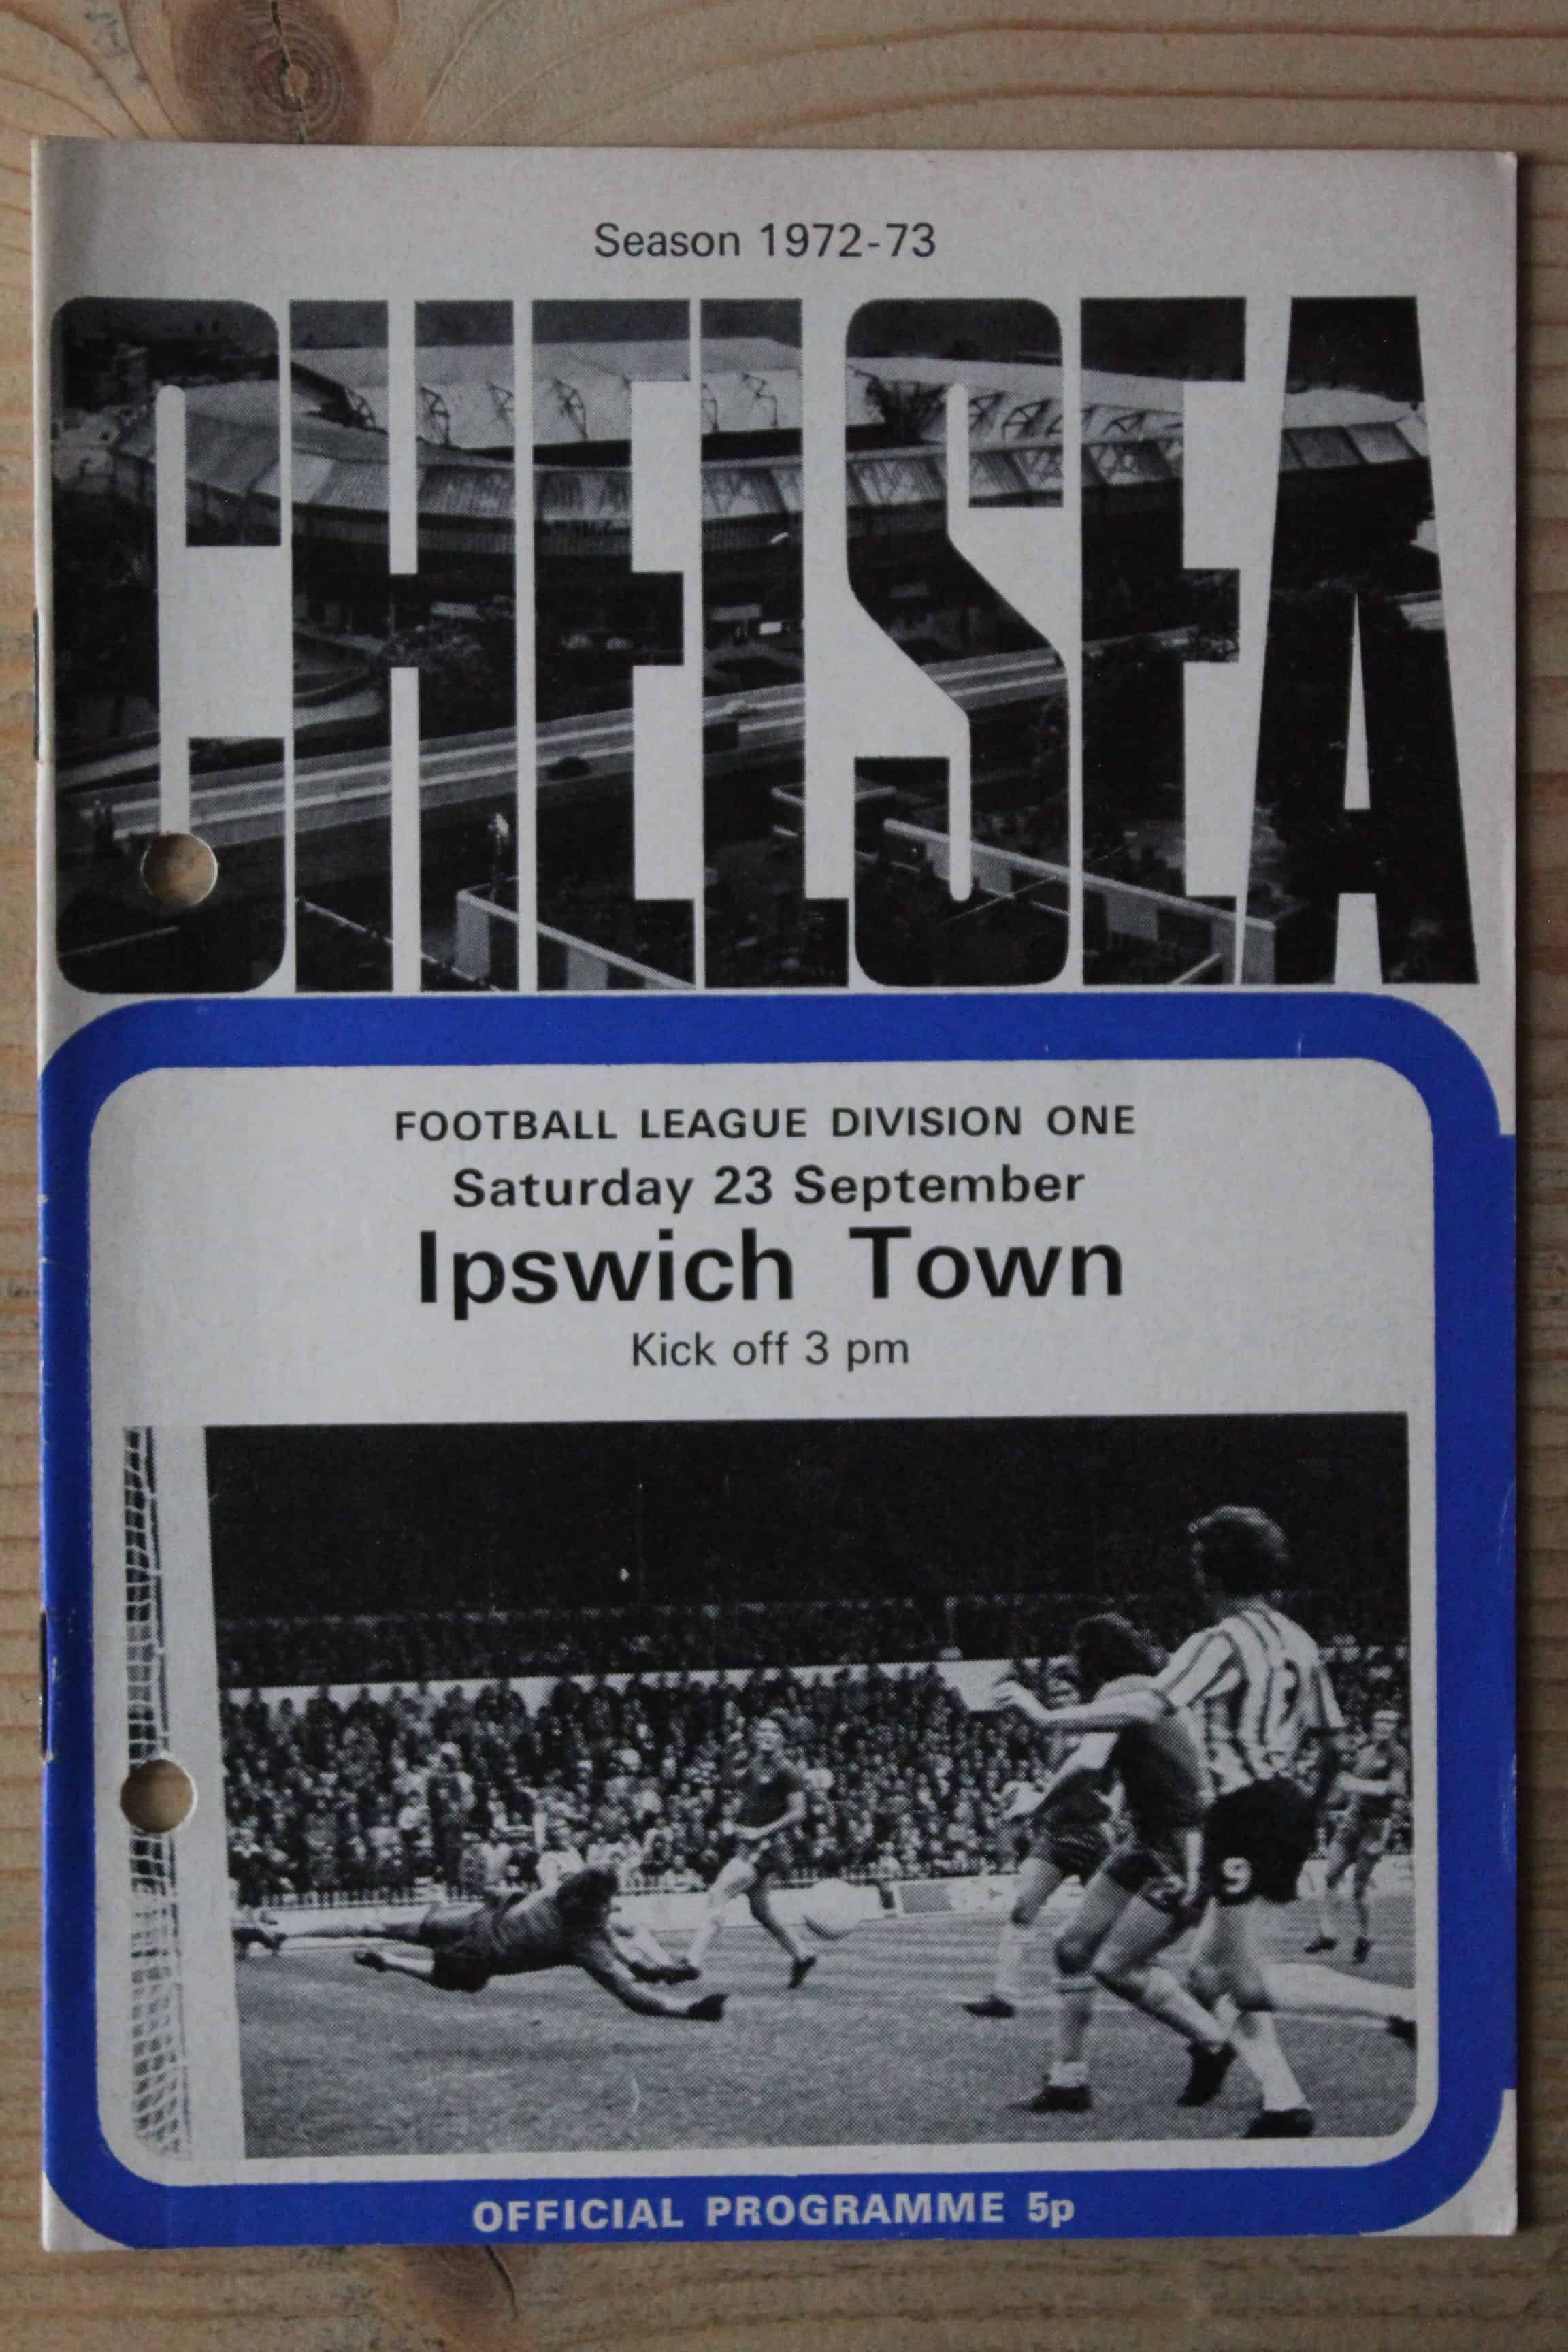 Season 1972-73
CHELSEA
FOOTBALL LEAGUE DIVISION ONE
Saturday 23 September
Ipswich Town
Kick off 3 pm
9
OFFICIAL PROGRAMME 5p